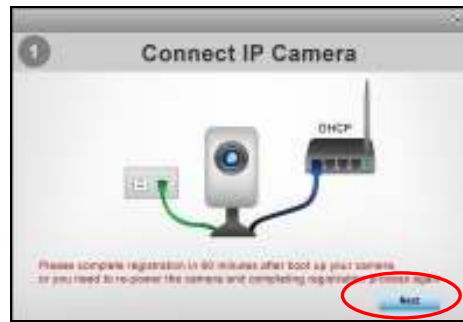 1
Connect IP Camera
DHCP
Please complete registration in 60 minutes after boot up your camera,
or you need to re-power the camera and completing registration process again.
Next